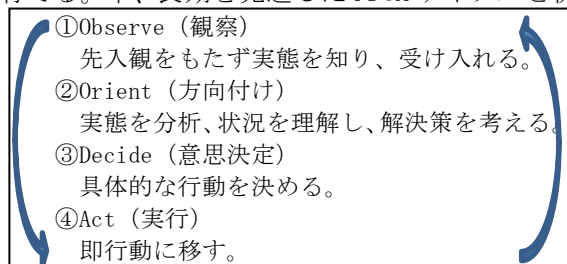 ①Observe（観察）
先入観をもたず実態を知り、受け入れる。
②Orient（方向付け）
実態を分析、状況を理解し、解決策を考える。
③Decide（意思決定）
具体的な行動を決める。
④Act（実行）
即行動に移す。